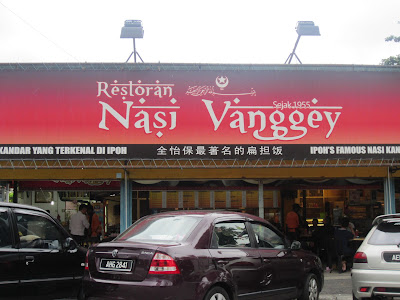 Restoran
Nasi Vanggey
Sejak 1955
KANDAR YANG TERKENAL DI IPOH
全怡保最著名的扁担饭
IPOH'S FAMOUS NASI KAN
AHG 2841
AE